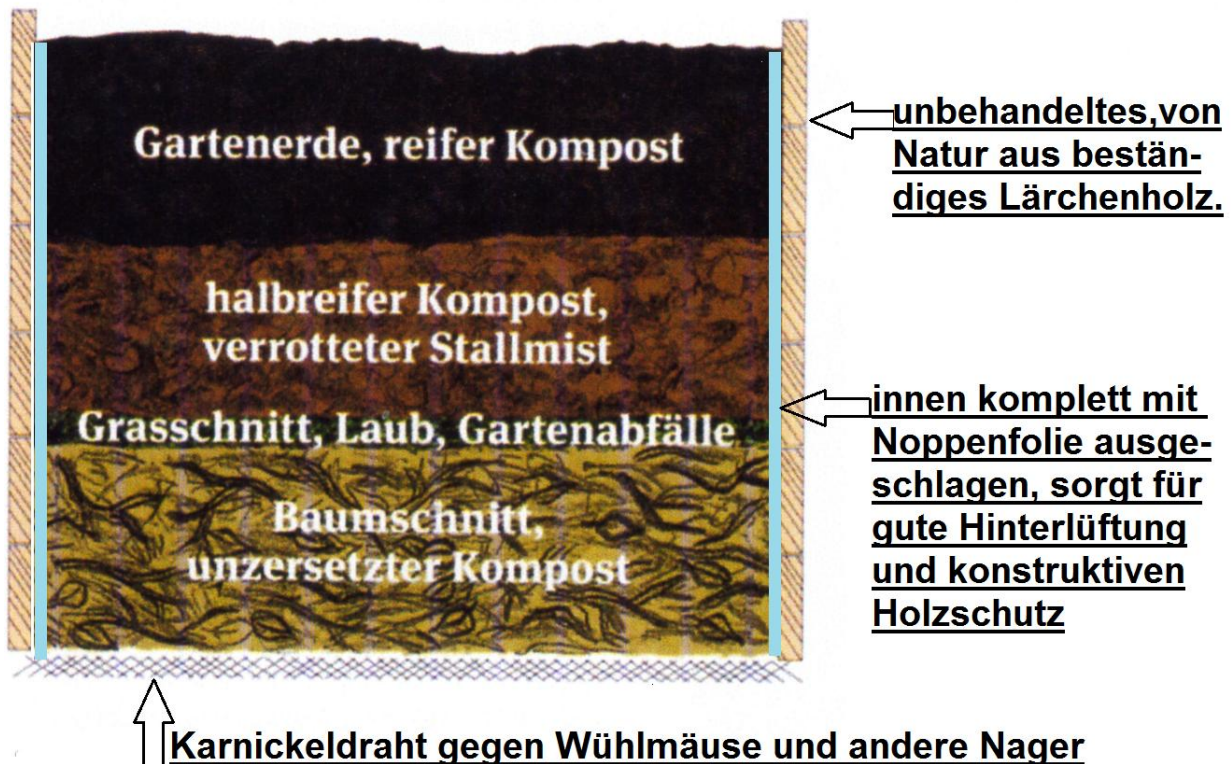 Gartenerde, reifer Kompost
halbreifer Kompost,
verrotteter Stallmist
Grasschnitt, Laub, Gartenabfälle
Baumschnitt,
unzersetzter Kompost
unbehandeltes,von
Natur aus bestän-
diges Lärchenholz.
innen komplett mit
Noppenfolie ausge-
schlagen, sorgt für
gute Hinterlüftung
und konstruktiven
Holzschutz
Karnickeldraht gegen Wühlmäuse und andere Nager